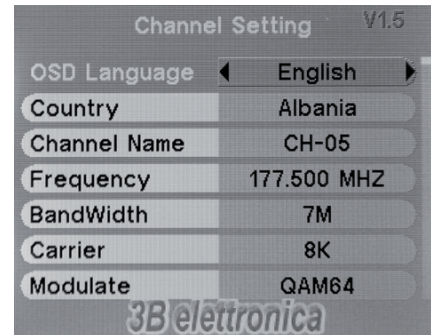 Channel Setting V1.5
OSD Language English
Country Albania
Channel Name CH-05
Frequency 177.500 MHZ
BandWidth 7M
Carrier 8K
Modulate QAM64
3B elettronica